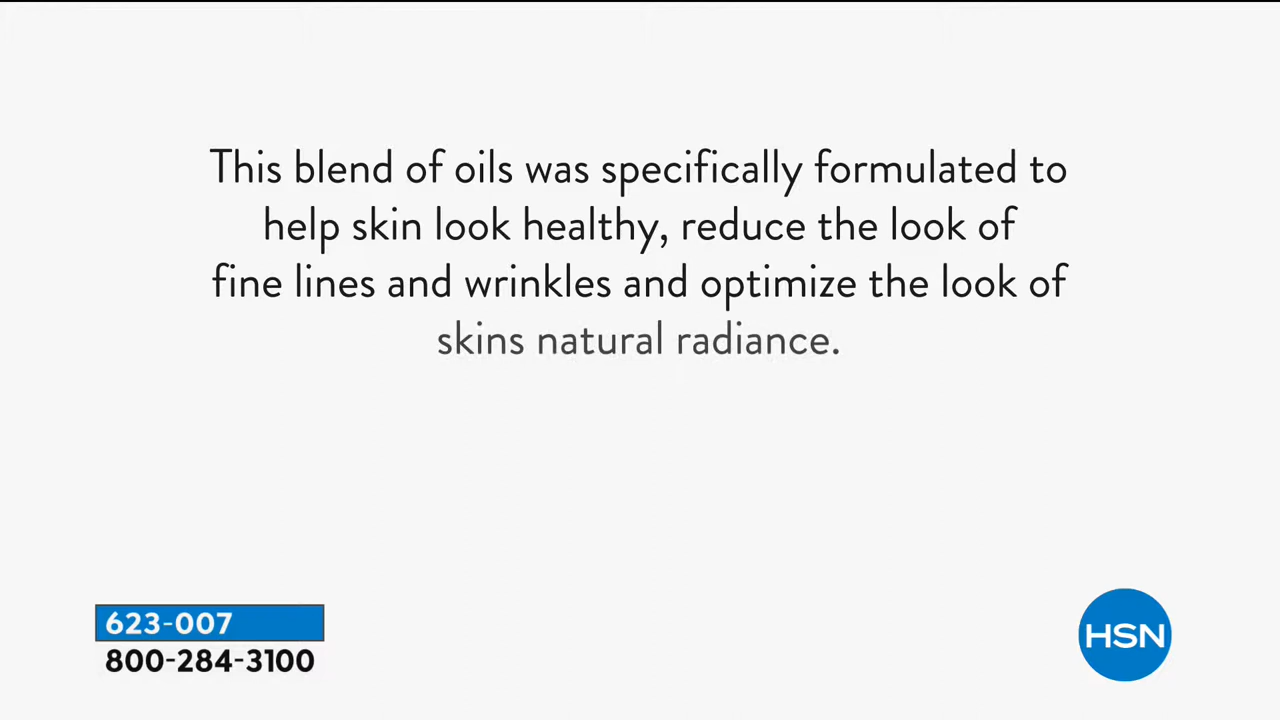 This blend of oils was specifically formulated to
help skin look healthy, reduce the look of
fine lines and wrinkles and optimize the look of
skins natural radiance.
623-007
800-284-3100
HSN